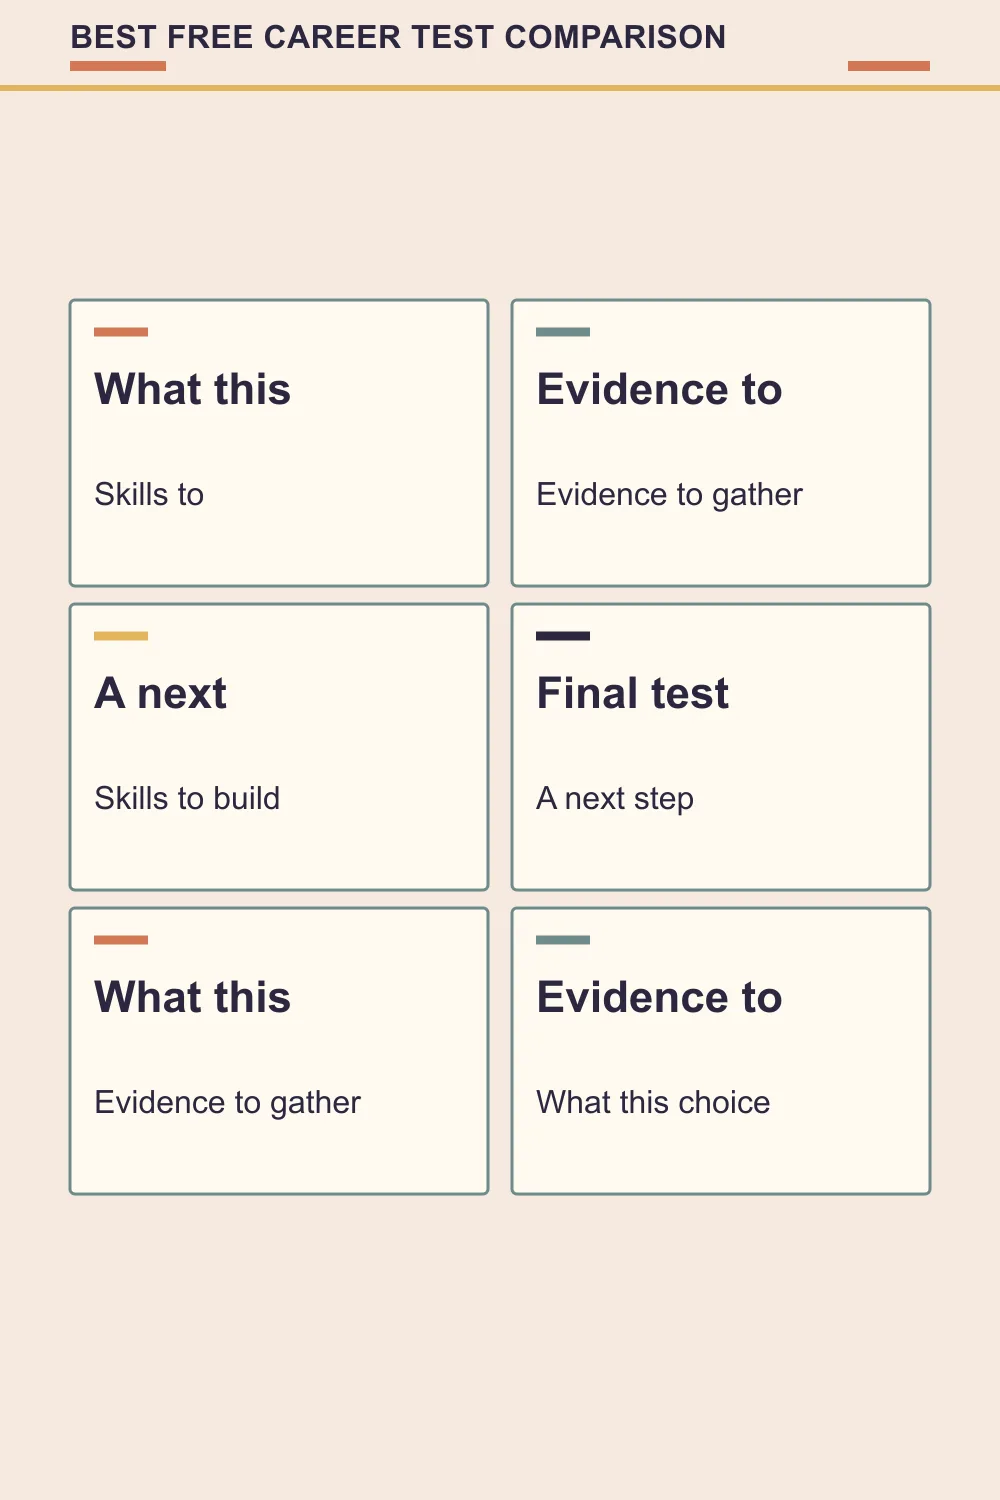 BEST FREE CAREER TEST COMPARISON
What this
Skills to
Evidence to
Evidence to gather
A next
Skills to build
Final test
A next step
What this
Evidence to gather
Evidence to
What this choice